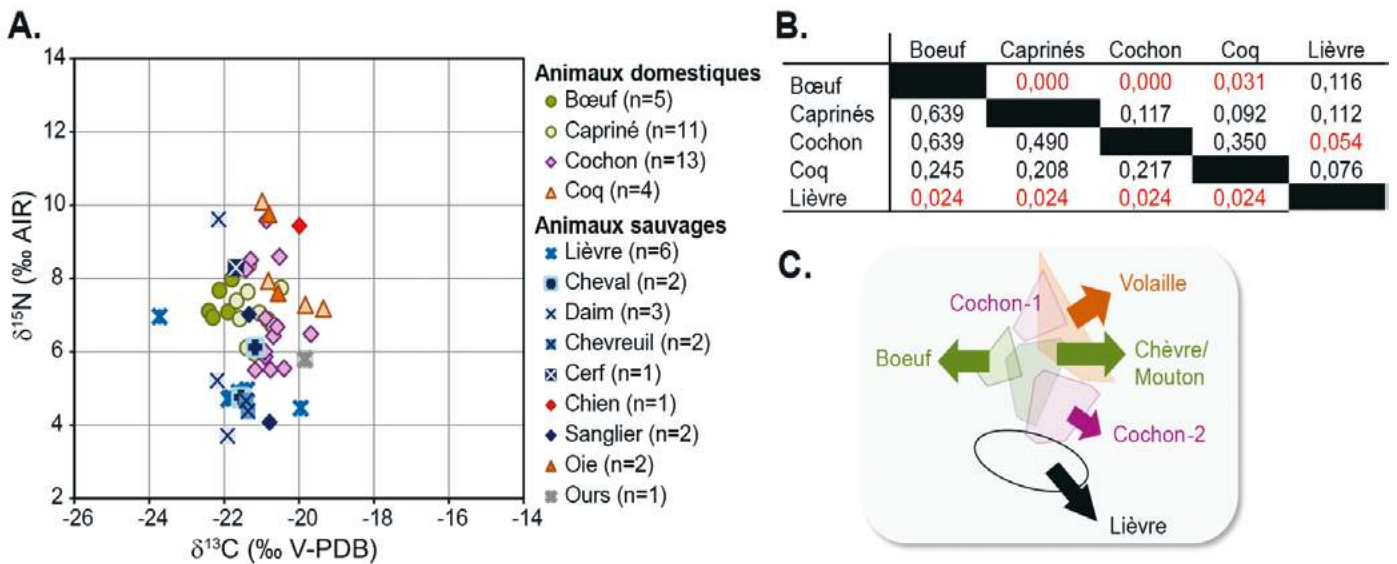 A.
14
12
10
8
6
4
2
-26
-24
-22
-20
-18
-16
-14
δ¹⁵N (‰ AIR)
δ¹³C (‰ V-PDB)
Animaux domestiques
Bœuf (n=5)
Capriné (n=11)
Cochon (n=13)
Coq (n=4)
Animaux sauvages
Lièvre (n=6)
Cheval (n=2)
Daim (n=3)
Chevreuil (n=2)
Cerf (n=1)
Chien (n=1)
Sanglier (n=2)
Oie (n=2)
Ours (n=1)
B.
Boeuf Caprinés Cochon Coq Lièvre
Bœuf 0,000 0,000 0,031 0,116
Caprinés 0,639 0,117 0,092 0,112
Cochon 0,639 0,490 0,350 0,054
Coq 0,245 0,208 0,217 0,076
Lièvre 0,024 0,024 0,024 0,024
C.
Volaille
Cochon-1
Boeuf
Chèvre/
Mouton
Cochon-2
Lièvre